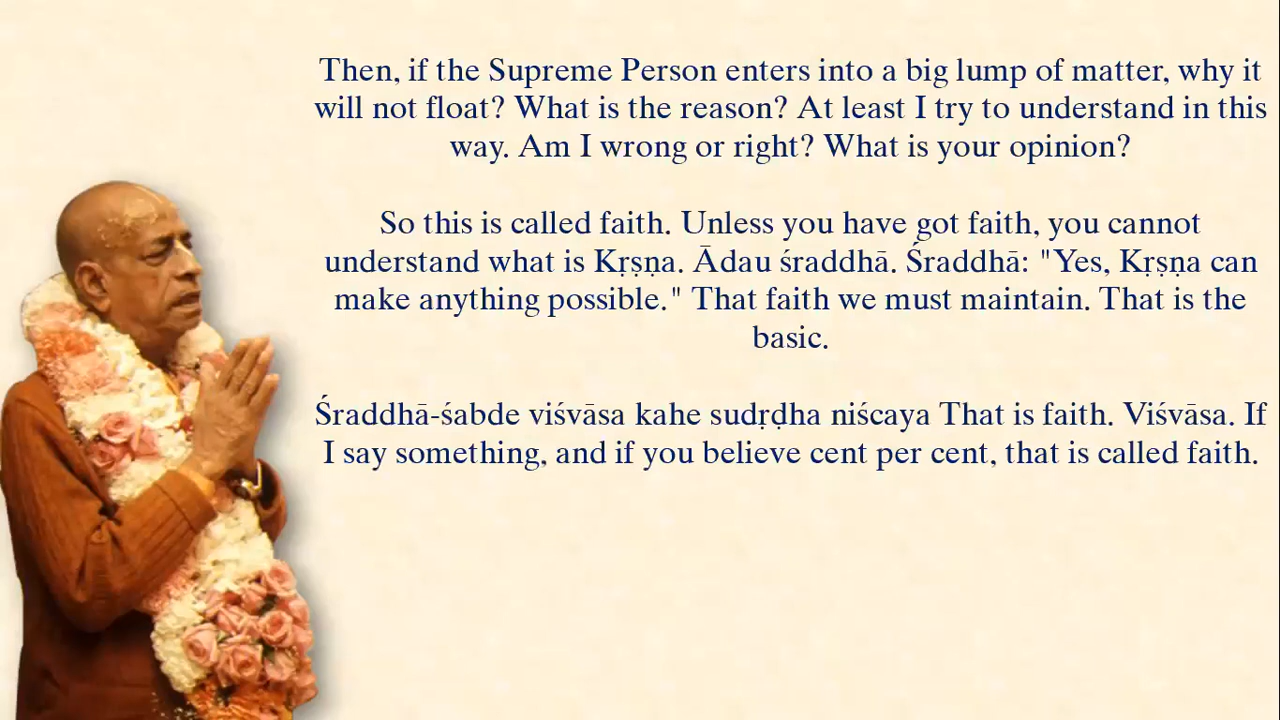 Then, if the Supreme Person enters into a big lump of matter, why it
will not float? What is the reason? At least I try to understand in this
way. Am I wrong or right? What is your opinion?
So this is called faith. Unless you have got faith, you cannot
understand what is Kṛṣṇa. Ādau śraddhā. Śraddhā: "Yes, Kṛṣṇa can
make anything possible." That faith we must maintain. That is the
basic.
Śraddhā-śabde viśvāsa kahe sudṛḍha niścaya That is faith. Viśvāsa. If
I say something, and if you believe cent per cent, that is called faith.